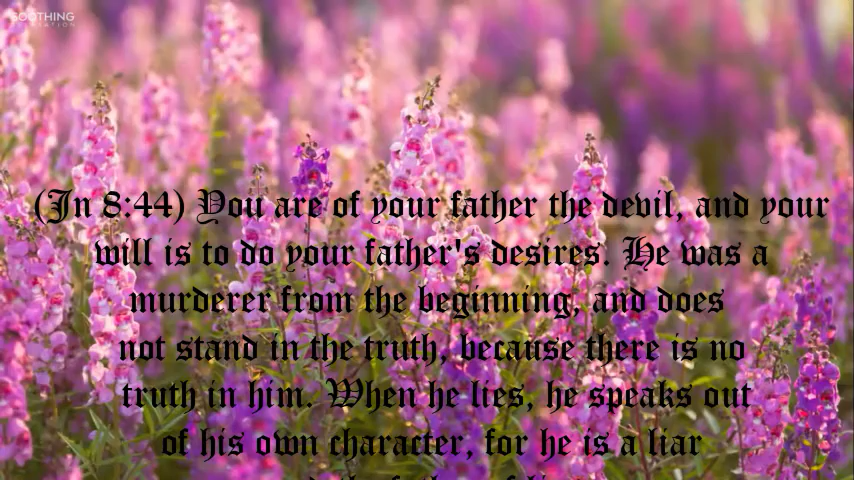 SOOTHING
RELAXATION
(Jn 8:44) You are of your father the devil, and your
will is to do your father's desires. He was a
murderer from the beginning, and does
not stand in the truth, because there is no
truth in him. When he lies, he speaks out
of his own character, for he is a liar